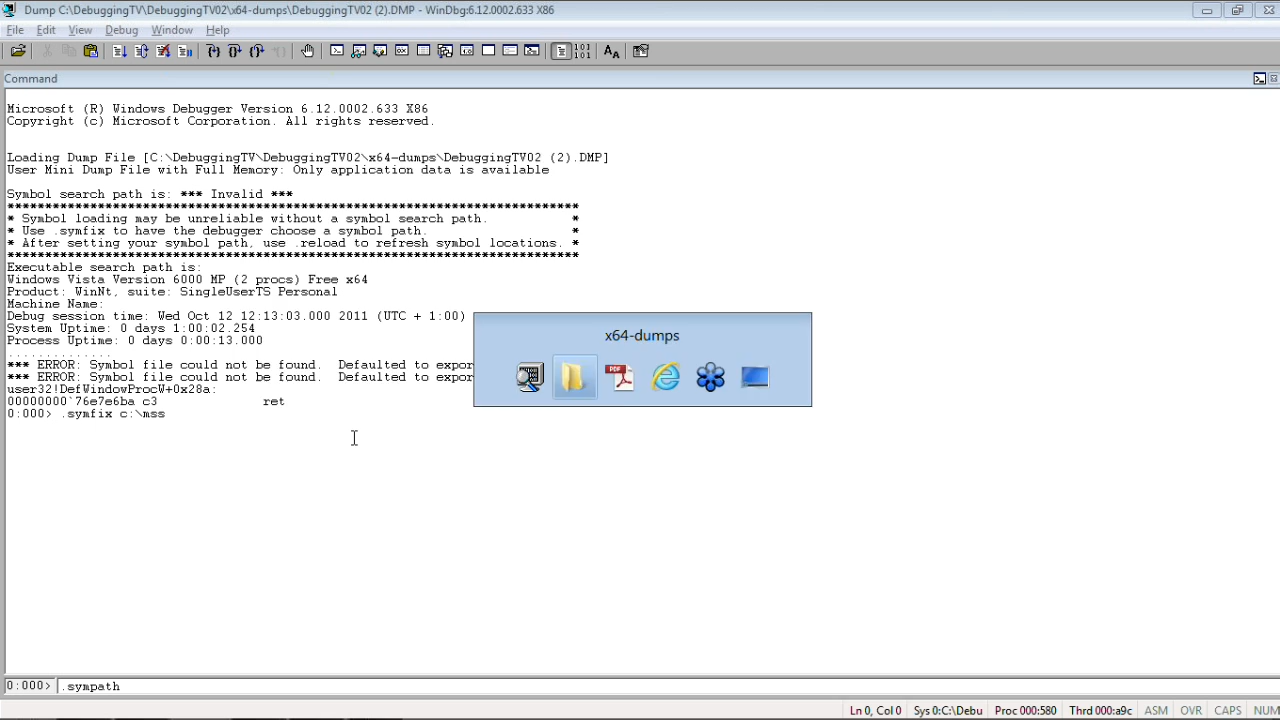 Dump C:\DebuggingTV\DebuggingTV02\x64-dumps\DebuggingTV02 (2).DMP - WinDbg:6.12.0002.633 X86
File Edit View Debug Window Help
Command
Microsoft (R) Windows Debugger Version 6.12.0002.633 X86
Copyright (c) Microsoft Corporation. All rights reserved.
Loading Dump File [C:\DebuggingTV\DebuggingTV02\x64-dumps\DebuggingTV02 (2).DMP]
User Mini Dump File with Full Memory: Only application data is available
Symbol search path is: *** Invalid ***
****************************************************************************
* Symbol loading may be unreliable without a symbol search path.           *
* Use .symfix to have the debugger choose a symbol path.                   *
* After setting your symbol path, use .reload to refresh symbol locations. *
****************************************************************************
Executable search path is:
Windows Vista Version 6000 MP (2 procs) Free x64
Product: WinNt, suite: SingleUserTS Personal
Machine Name:
Debug session time: Wed Oct 12 12:13:03.000 2011 (UTC + 1:00)
System Uptime: 0 days 1:00:02.254
Process Uptime: 0 days 0:00:13.000
..............
*** ERROR: Symbol file could not be found.  Defaulted to expor
*** ERROR: Symbol file could not be found.  Defaulted to expor
user32!DefWindowProcW+0x28a:
00000000`76e7e6ba c3 ret
0:000> .symfix c:\mss
x64-dumps
PDF
0:000> .sympath
Ln 0, Col 0 Sys 0:C:\Debu Proc 000:580 Thrd 000:a9c ASM OVR CAPS NUM